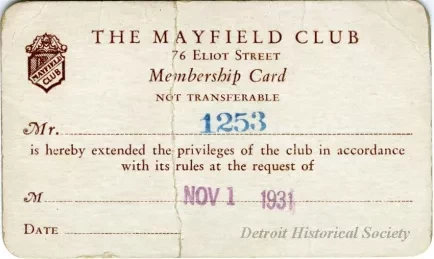 THE MAYFIELD CLUB
76 ELIOT STREET
Membership Card
NOT TRANSFERABLE
MAYFIELD
CLUB
Mr. 1253
is hereby extended the privileges of the club in accordance
with its rules at the request of
M NOV 1 1931
DATE
Detroit Historical Society